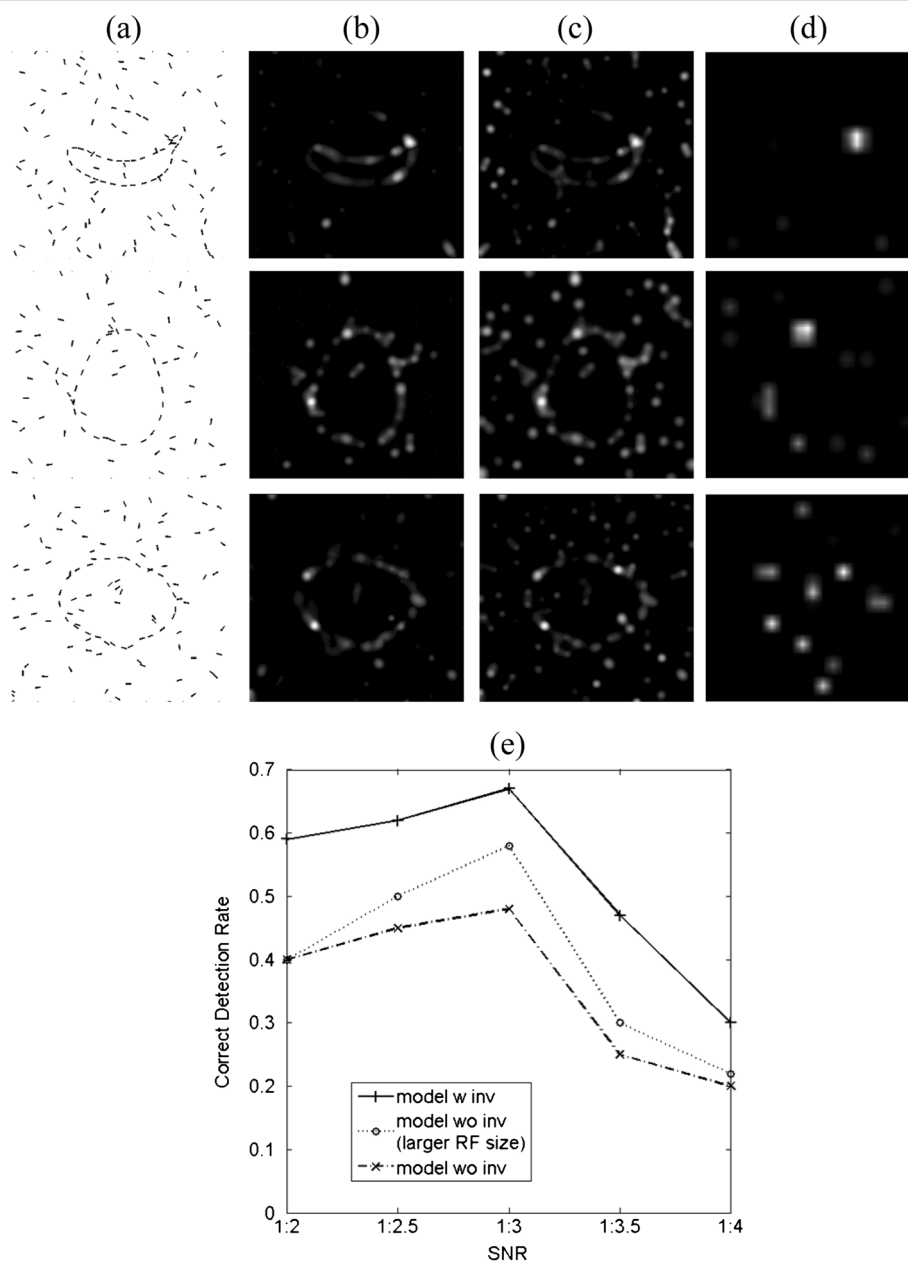 (a) (b) (c) (d)
(e)
0.7
0.6
0.5
0.4
0.3
0.2
0.1
0
Correct Detection Rate
model w inv
model wo inv
(larger RF size)
model wo inv
1:2 1:2.5 1:3 1:3.5 1:4
SNR